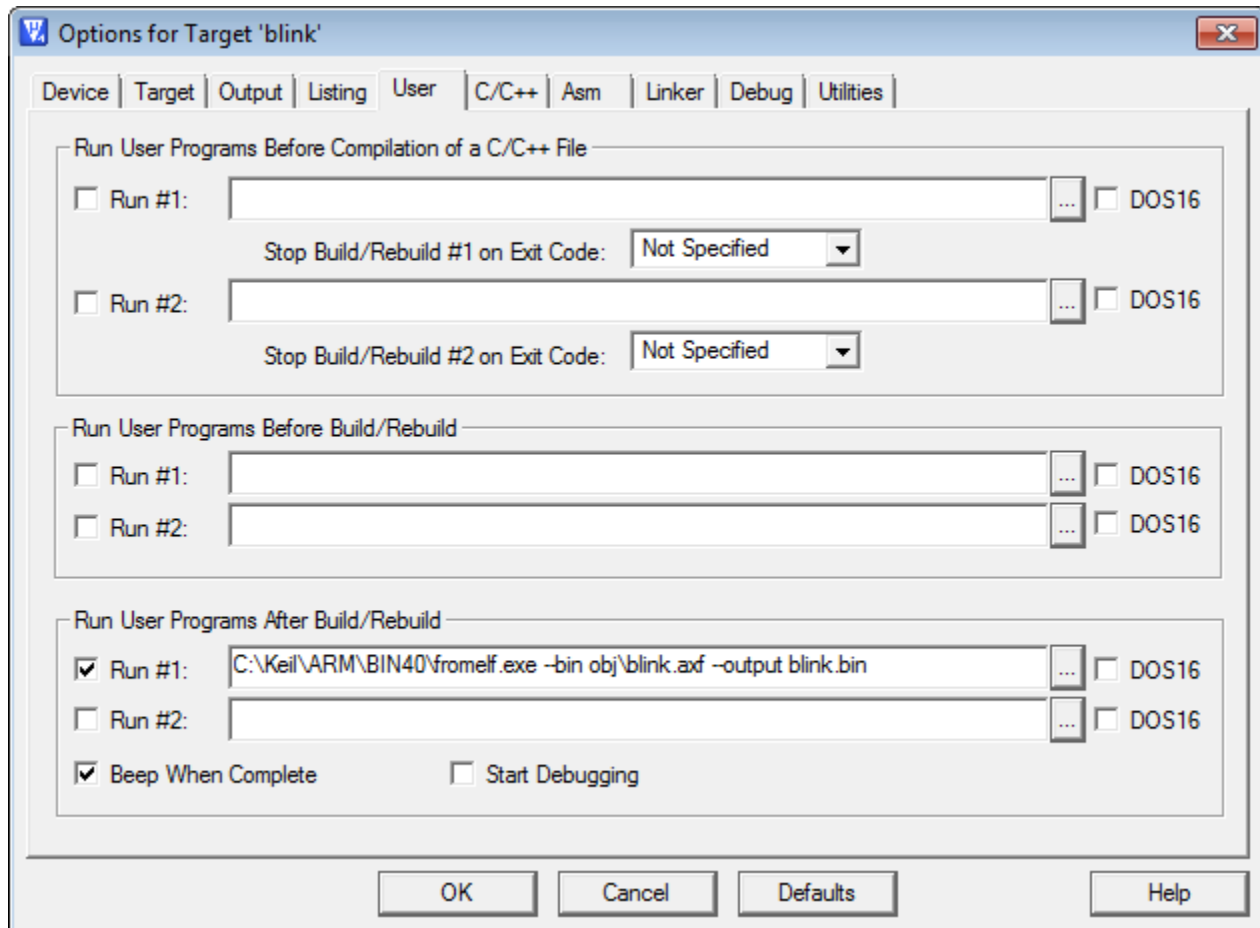 Options for Target 'blink'
Device Target Output Listing User C/C++ Asm Linker Debug Utilities
Run User Programs Before Compilation of a C/C++ File
Run #1: ... DOS16
Stop Build/Rebuild #1 on Exit Code: Not Specified
Run #2: ... DOS16
Stop Build/Rebuild #2 on Exit Code: Not Specified
Run User Programs Before Build/Rebuild
Run #1: ... DOS16
Run #2: ... DOS16
Run User Programs After Build/Rebuild
Run #1: C:\Keil\ARM\BIN40\fromelf.exe --bin obj\blink.axf --output blink.bin ... DOS16
Run #2: ... DOS16
Beep When Complete Start Debugging
OK Cancel Defaults Help